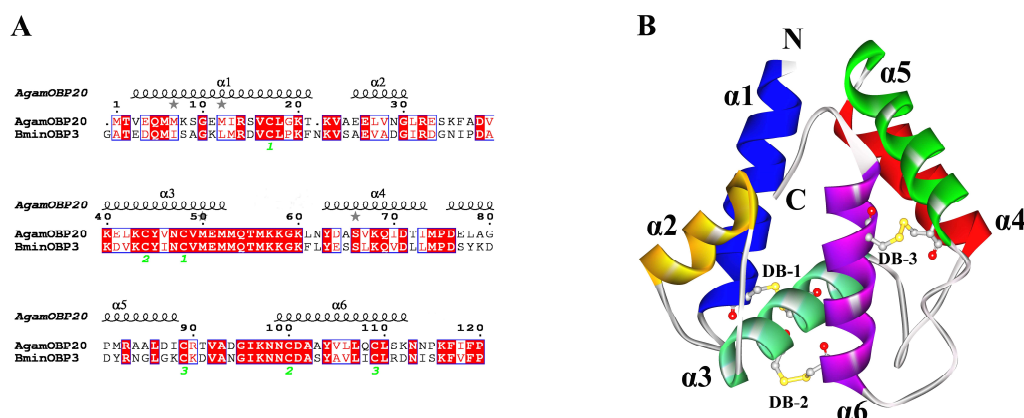 A
B
α1 α2
AgamOBP20
1 10 20 30
AgamOBP20 .MTVEQMMKSGEMIRSVCLGKT.KVAEELVNGLRESKFADV
BminOBP3 GATEDQMISAGKLMRDVCLPKFNKVSAEVADGIRDGNIPDA
1
α3 α4
AgamOBP20
40 50 60 70 80
AgamOBP20 KELKCYVNCVMEMMQTMKKGKLNYDASVKQIDTIMPDELAG
BminOBP3 KDVKCYINCVMEMMQTMKKGKFLYESSLKQVDLLMPDSYKD
2 1
α5 α6
AgamOBP20
90 100 110 120
AgamOBP20 PMRAALDICRTVADGIKNNCDAAYVLLQCLSKNNPKFIFP
BminOBP3 DYRNGLGKCKDVANGIKNNCDASYAVLICLRDNISKFVFP
3 2 3
N
α5
α1
C
α2
α4
DB-3
DB-1
α3
DB-2
α6